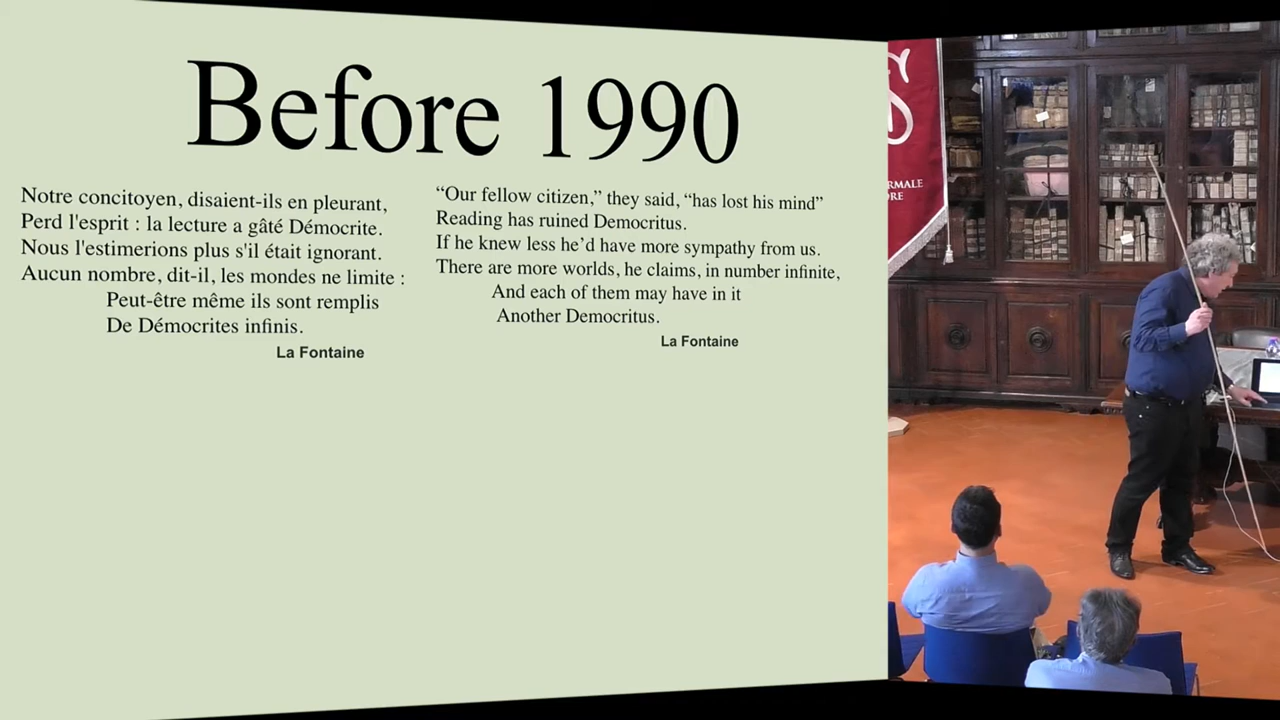 Before 1990
Notre concitoyen, disaient-ils en pleurant,
Perd l'esprit : la lecture a gâté Démocrite.
Nous l'estimerions plus s'il était ignorant.
Aucun nombre, dit-il, les mondes ne limite :
Peut-être même ils sont remplis
De Démocrites infinis.
La Fontaine
“Our fellow citizen,” they said, “has lost his mind”
Reading has ruined Democritus.
If he knew less he’d have more sympathy from us.
There are more worlds, he claims, in number infinite,
And each of them may have in it
Another Democritus.
La Fontaine